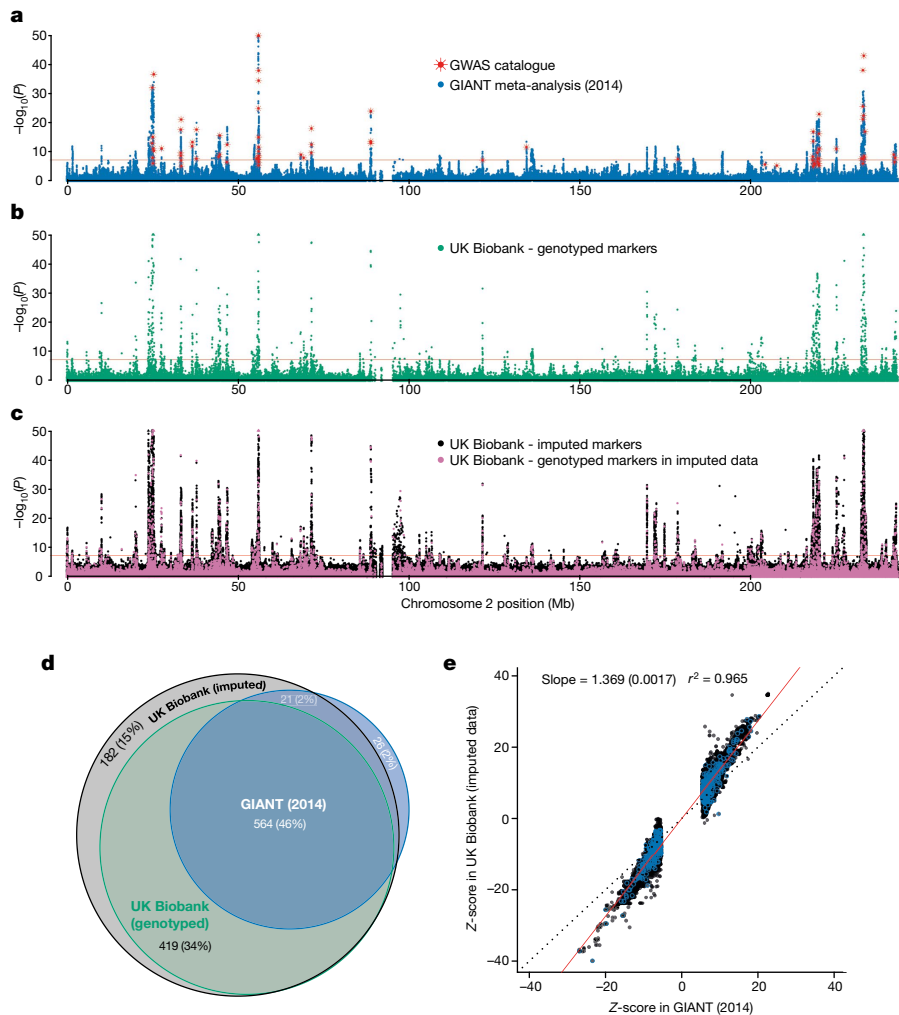 a
50
40
30
20
10
0
−log10(P)
GWAS catalogue
GIANT meta-analysis (2014)
0
50
100
150
200
b
50
40
30
20
10
0
−log10(P)
UK Biobank - genotyped markers
0
50
100
150
200
c
50
40
30
20
10
0
−log10(P)
UK Biobank - imputed markers
UK Biobank - genotyped markers in imputed data
0
50
100
150
200
Chromosome 2 position (Mb)
d
UK Biobank (imputed)
182 (15%)
21 (2%)
26 (2%)
GIANT (2014)
564 (46%)
UK Biobank
(genotyped)
419 (34%)
e
Slope = 1.369 (0.0017) r² = 0.965
40
20
0
−20
−40
Z-score in UK Biobank (imputed data)
−40
−20
0
20
40
Z-score in GIANT (2014)